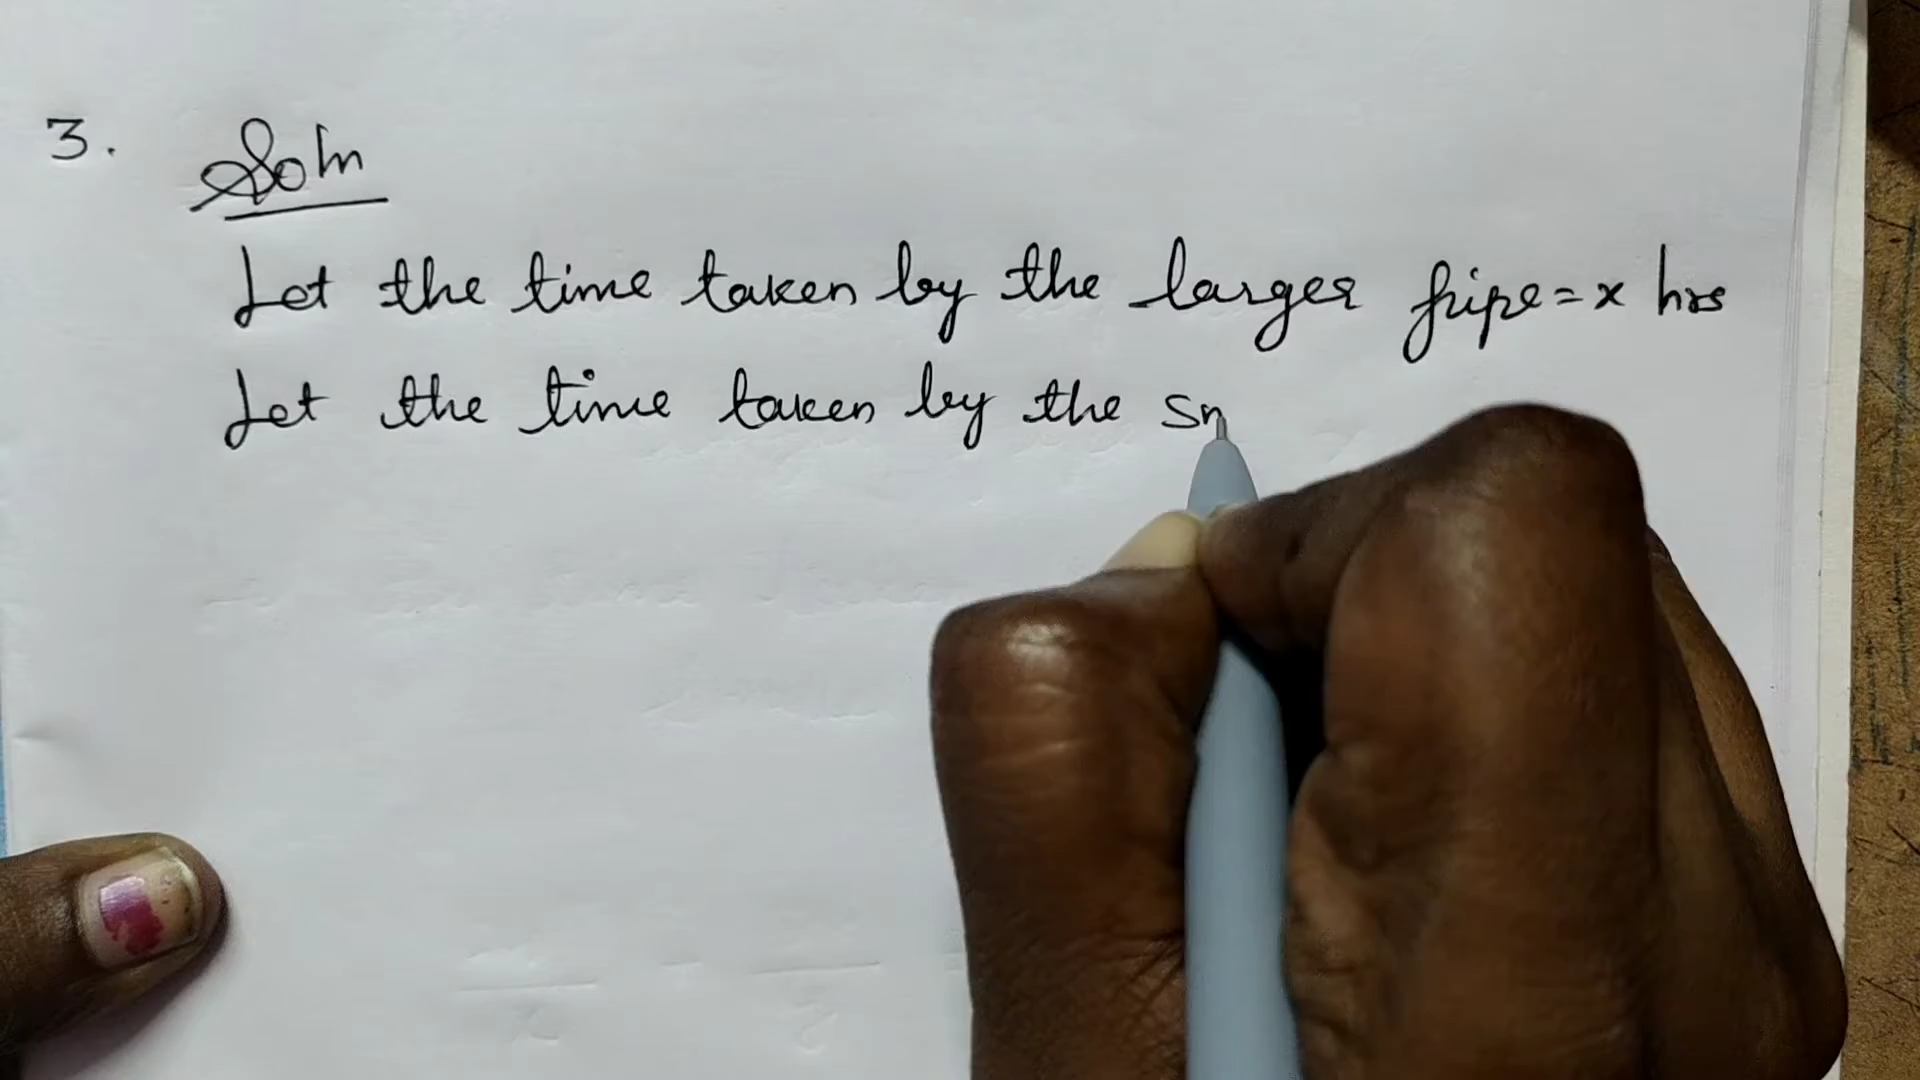 3. Soln
Let the time taken by the larger pipe = x hrs
Let the time taken by the sm